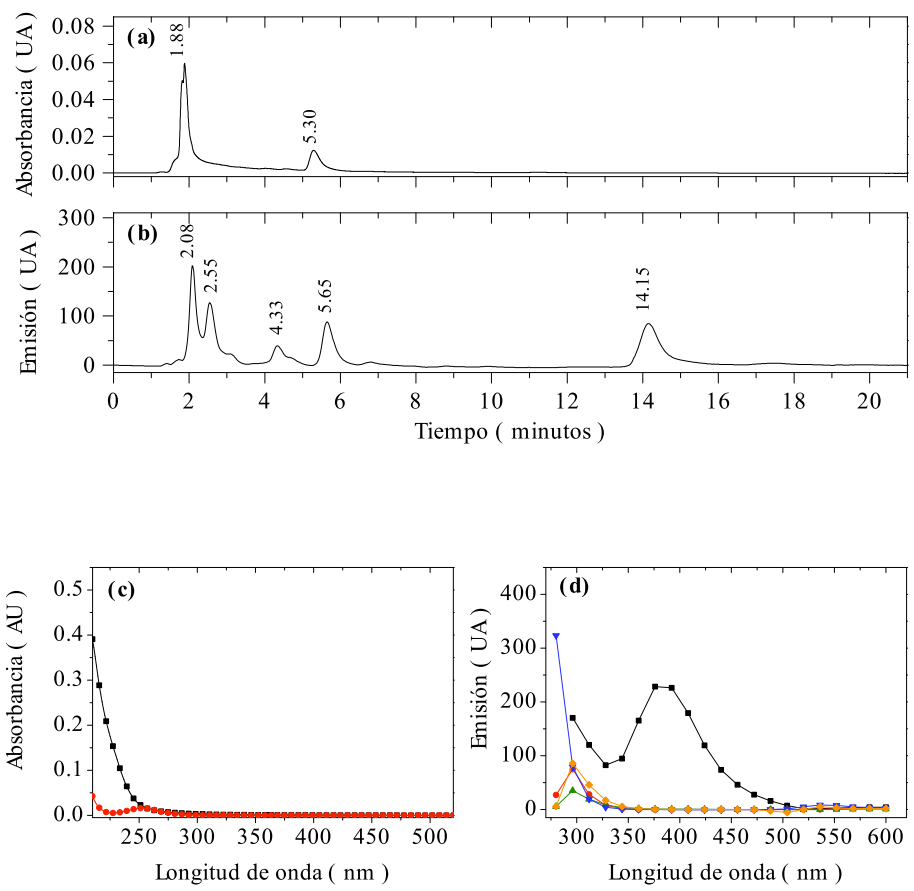 (a)
Absorbancia ( UA )
0.08
0.06
0.04
0.02
0.00
1.88
5.30
(b)
Emisión ( UA )
300
200
100
0
2.08
2.55
4.33
5.65
14.15
0 2 4 6 8 10 12 14 16 18 20
Tiempo ( minutos )
(c)
Absorbancia ( AU )
0.5
0.4
0.3
0.2
0.1
0.0
250 300 350 400 450 500
Longitud de onda ( nm )
(d)
Emisión ( UA )
400
300
200
100
0
300 350 400 450 500 550 600
Longitud de onda ( nm )